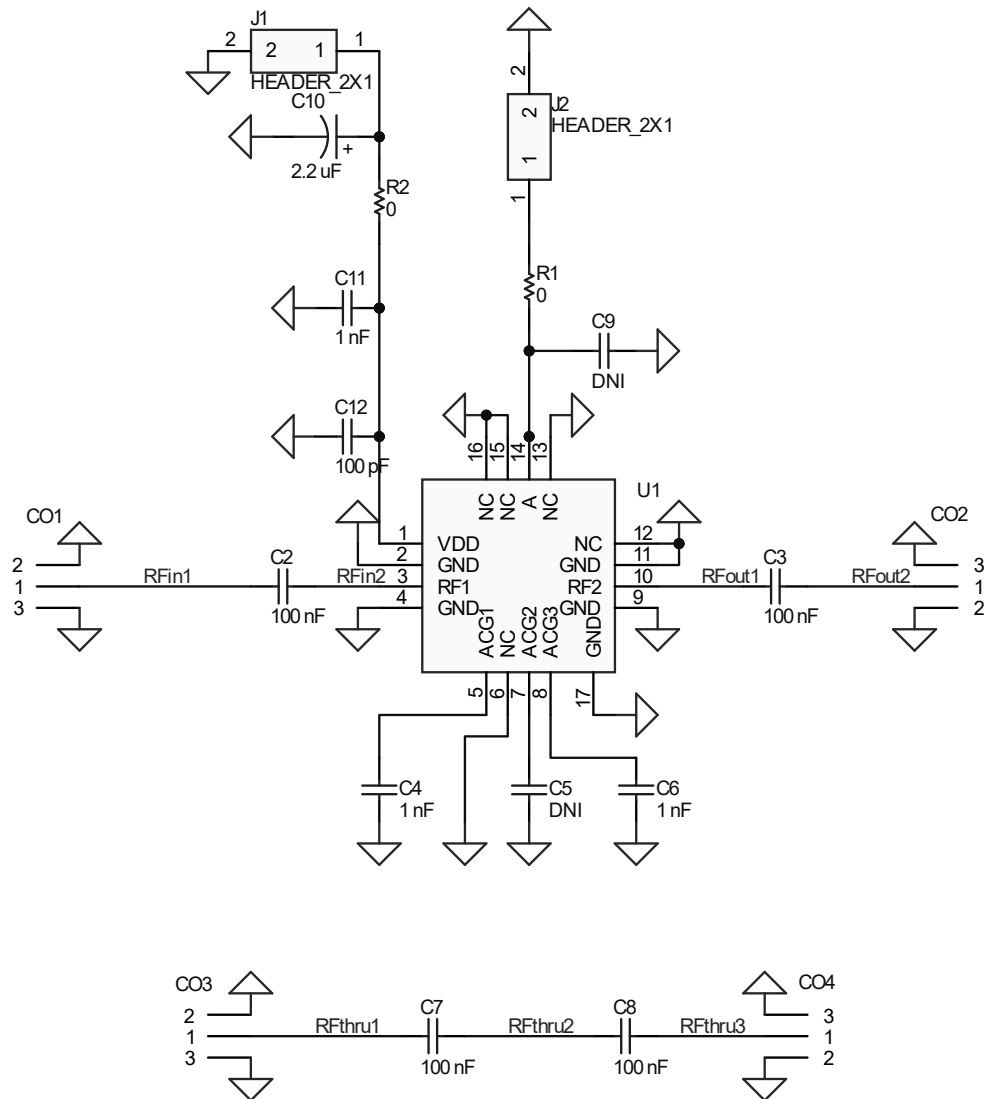 J1
2 2 1 1
HEADER_2X1
C10
2.2 uF +
R2
0
C11
1 nF
C12
100 pF
2
2
J2
HEADER_2X1
1
1
R1
0
C9
DNI
16 15 14 13
NC NC A NC
U1
1 VDD
2 GND
3 RF1
4 GND
NC 12
GND 11
RF2 10
GND 9
ACG1 NC ACG2 ACG3 GND
5 6 7 8 17
CO1
2
1
3
RFin1
C2
100 nF
RFin2
RFout1
C3
100 nF
RFout2
CO2
3
1
2
C4
1 nF
C5
DNI
C6
1 nF
CO3
2
1
3
RFthru1
C7
100 nF
RFthru2
C8
100 nF
RFthru3
CO4
3
1
2